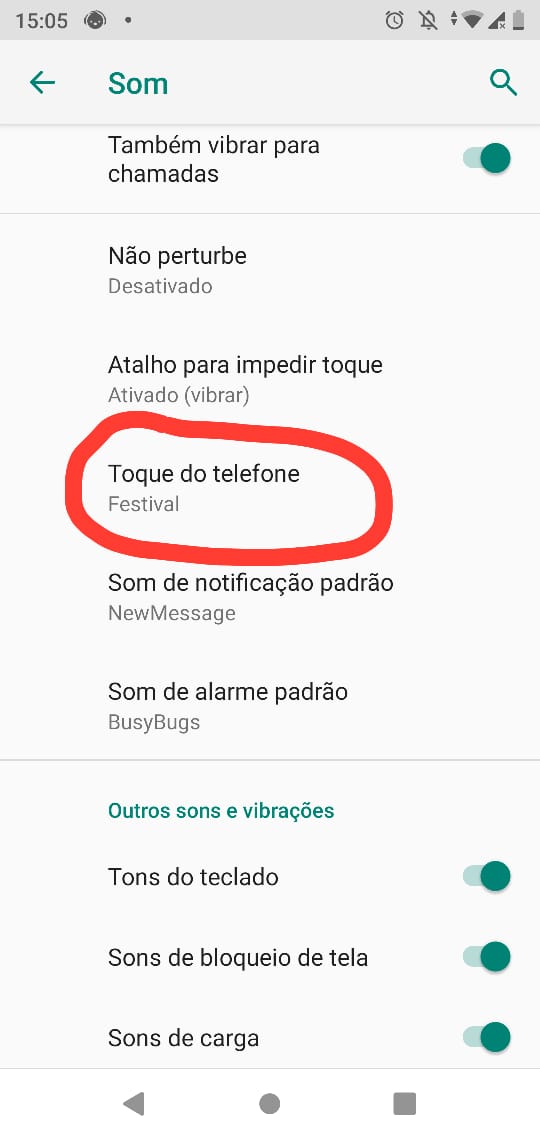 15:05
Som
Também vibrar para
chamadas
Não perturbe
Desativado
Atalho para impedir toque
Ativado (vibrar)
Toque do telefone
Festival
Som de notificação padrão
NewMessage
Som de alarme padrão
BusyBugs
Outros sons e vibrações
Tons do teclado
Sons de bloqueio de tela
Sons de carga